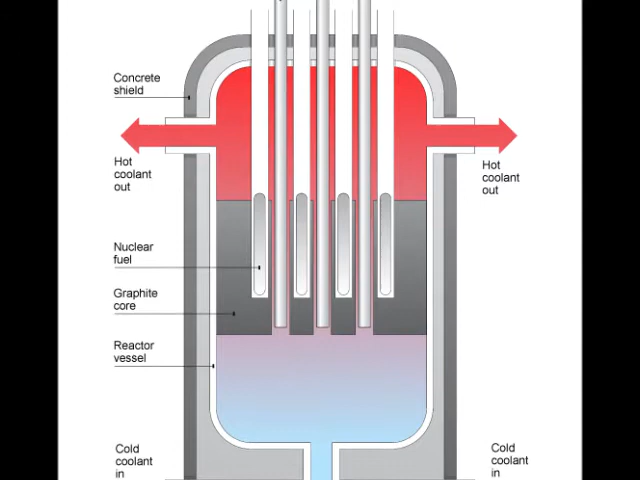 Concrete
shield
Hot
coolant
out
Hot
coolant
out
Nuclear
fuel
Graphite
core
Reactor
vessel
Cold
coolant
in
Cold
coolant
in